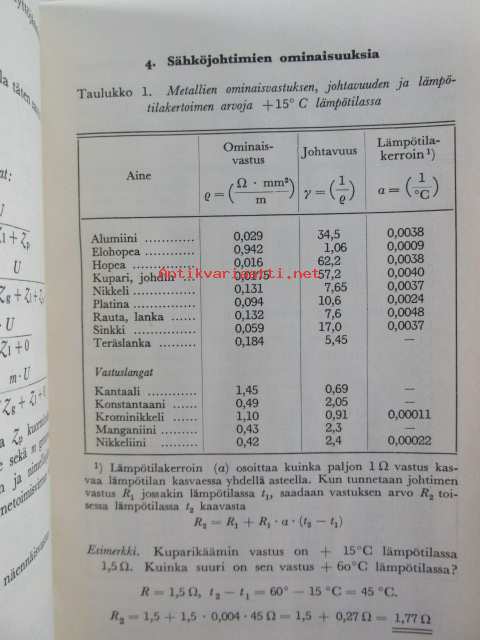 4. Sähköjohtimien ominaisuuksia
Taulukko 1. Metallien ominaisvastuksen, johtavuuden ja lämpö-
tilakertoimen arvoja +15° C lämpötilassa
Aine
Ominais-
vastus
ϱ = (Ω · mm² / m)
Johtavuus
γ = (1 / ϱ)
Lämpötila-
kerroin ¹)
a = (1 / °C)
Alumiini ............ 0,029 34,5 0,0038
Elohopea ............ 0,942 1,06 0,0009
Hopea ............ 0,016 62,2 0,0038
Kupari, johdin ... 0,0175 57,2 0,0040
Nikkeli ............ 0,131 7,65 0,0037
Platina ............ 0,094 10,6 0,0024
Rauta, lanka ...... 0,132 7,6 0,0048
Sinkki ............ 0,059 17,0 0,0037
Teräslanka ......... 0,184 5,45 —
Vastuslangat
Kantaali ............ 1,45 0,69 —
Konstantaani ...... 0,49 2,05 —
Krominikkeli ...... 1,10 0,91 0,00011
Manganiini ......... 0,43 2,3 —
Nikkeliini ......... 0,42 2,4 0,00022
¹) Lämpötilakerroin (a) osoittaa kuinka paljon 1 Ω vastus kas-
vaa lämpötilan kasvaessa yhdellä asteella. Kun tunnetaan johtimen
vastus R₁ jossakin lämpötilassa t₁, saadaan vastuksen arvo R₂ toi-
sessa lämpötilassa t₂ kaavasta
R₂ = R₁ + R₁ · a · (t₂ — t₁)
Esimerkki. Kuparikäämin vastus on + 15°C lämpötilassa
1,5 Ω. Kuinka suuri on sen vastus + 60°C lämpötilassa?
R = 1,5 Ω, t₂ — t₁ = 60° — 15 °C = 45 °C.
R₂ = 1,5 + 1,5 · 0,004 · 45 Ω = 1,5 + 0,27 Ω = 1,77 Ω
Antikvariaatti.net